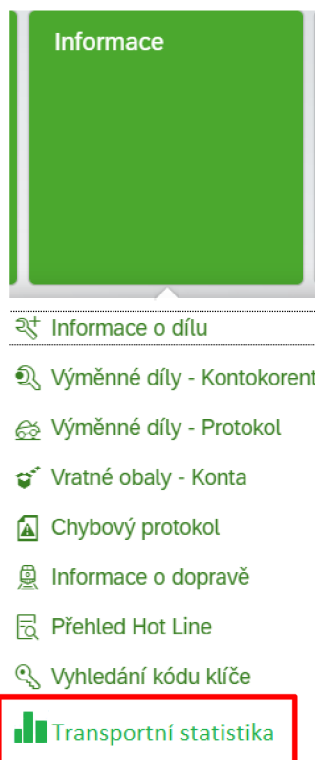 Informace
Informace o dílu
Výměnné díly - Kontokorent
Výměnné díly - Protokol
Vratné obaly - Konta
Chybový protokol
Informace o dopravě
Přehled Hot Line
Vyhledání kódu klíče
Transportní statistika